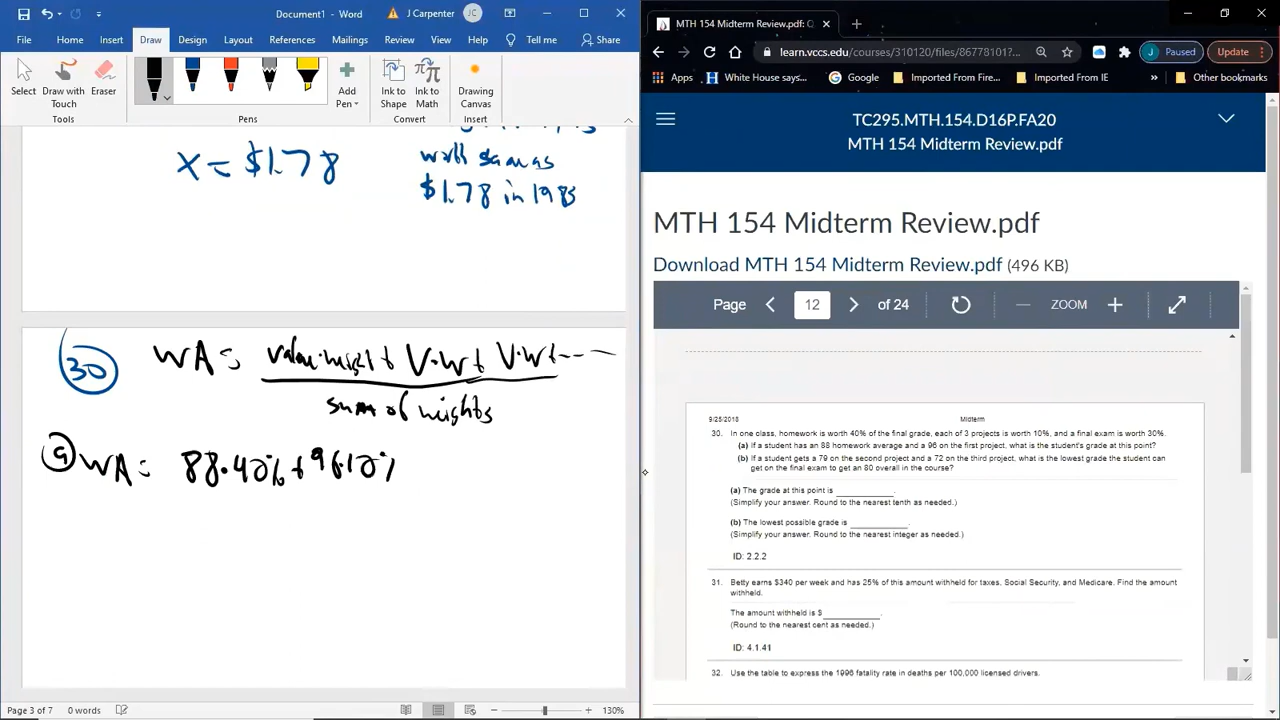 Document1 - Word
J Carpenter
JC
File
Home
Insert
Draw
Design
Layout
References
Mailings
Review
View
Help
Tell me
Share
Select
Draw with Touch
Eraser
Add Pen
Ink to Shape
Ink to Math
Drawing Canvas
Tools
Pens
Convert
Insert
x = $1.78
$1.78 in 1985
30
WA = value·weight + V·Wt V·Wt - - -
sum of weights
a WA = 88·40% + 96·10%
Page 3 of 7
0 words
130%
MTH 154 Midterm Review.pdf: C
learn.vccs.edu/courses/310120/files/86778101?...
J
Paused
Update
Apps
White House says...
Google
Imported From Fire...
Imported From IE
Other bookmarks
TC295.MTH.154.D16P.FA20
MTH 154 Midterm Review.pdf
MTH 154 Midterm Review.pdf
Download MTH 154 Midterm Review.pdf (496 KB)
Page
12
of 24
ZOOM
9/25/2018
Midterm
30. In one class, homework is worth 40% of the final grade, each of 3 projects is worth 10%, and a final exam is worth 30%.
(a) If a student has an 88 homework average and a 96 on the first project, what is the student's grade at this point?
(b) If a student gets a 79 on the second project and a 72 on the third project, what is the lowest grade the student can
get on the final exam to get an 80 overall in the course?
(a) The grade at this point is
(Simplify your answer. Round to the nearest tenth as needed.)
(b) The lowest possible grade is
(Simplify your answer. Round to the nearest integer as needed.)
ID: 2.2.2
31. Betty earns $340 per week and has 25% of this amount withheld for taxes, Social Security, and Medicare. Find the amount
withheld.
The amount withheld is $
(Round to the nearest cent as needed.)
ID: 4.1.41
32. Use the table to express the 1996 fatality rate in deaths per 100,000 licensed drivers.